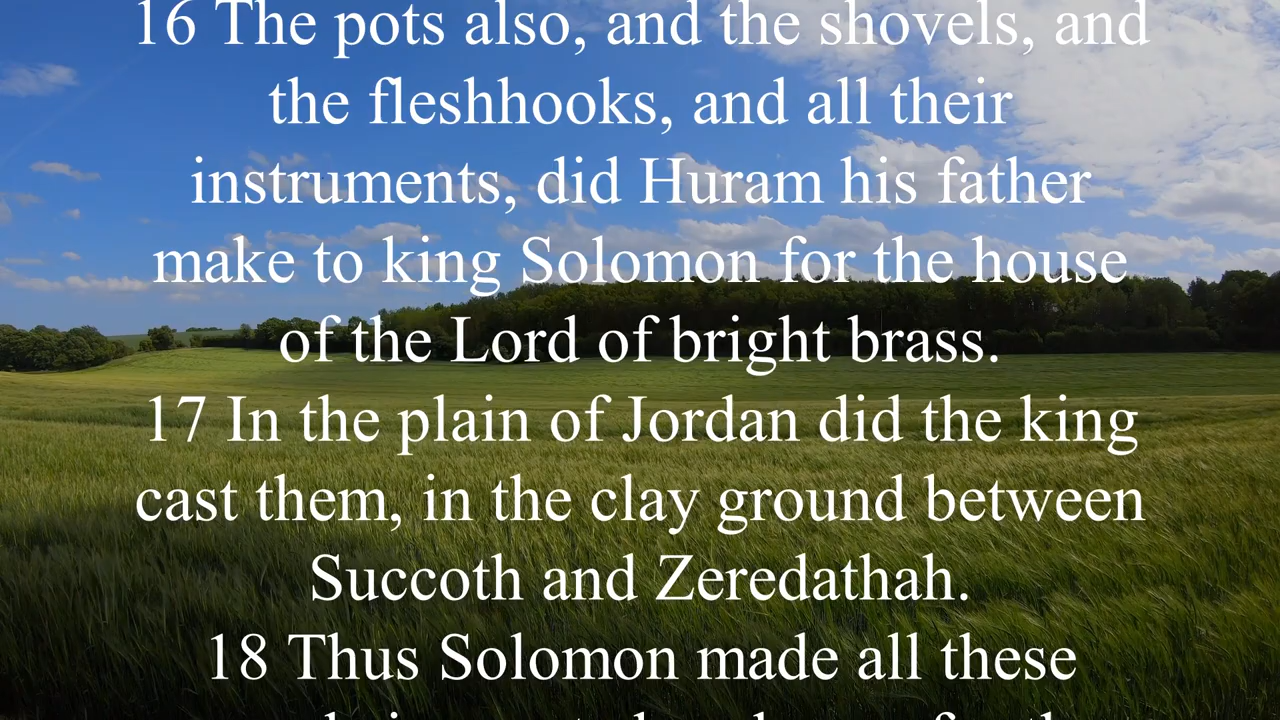 16 The pots also, and the shovels, and
the fleshhooks, and all their
instruments, did Huram his father
make to king Solomon for the house
of the Lord of bright brass.
17 In the plain of Jordan did the king
cast them, in the clay ground between
Succoth and Zeredathah.
18 Thus Solomon made all these